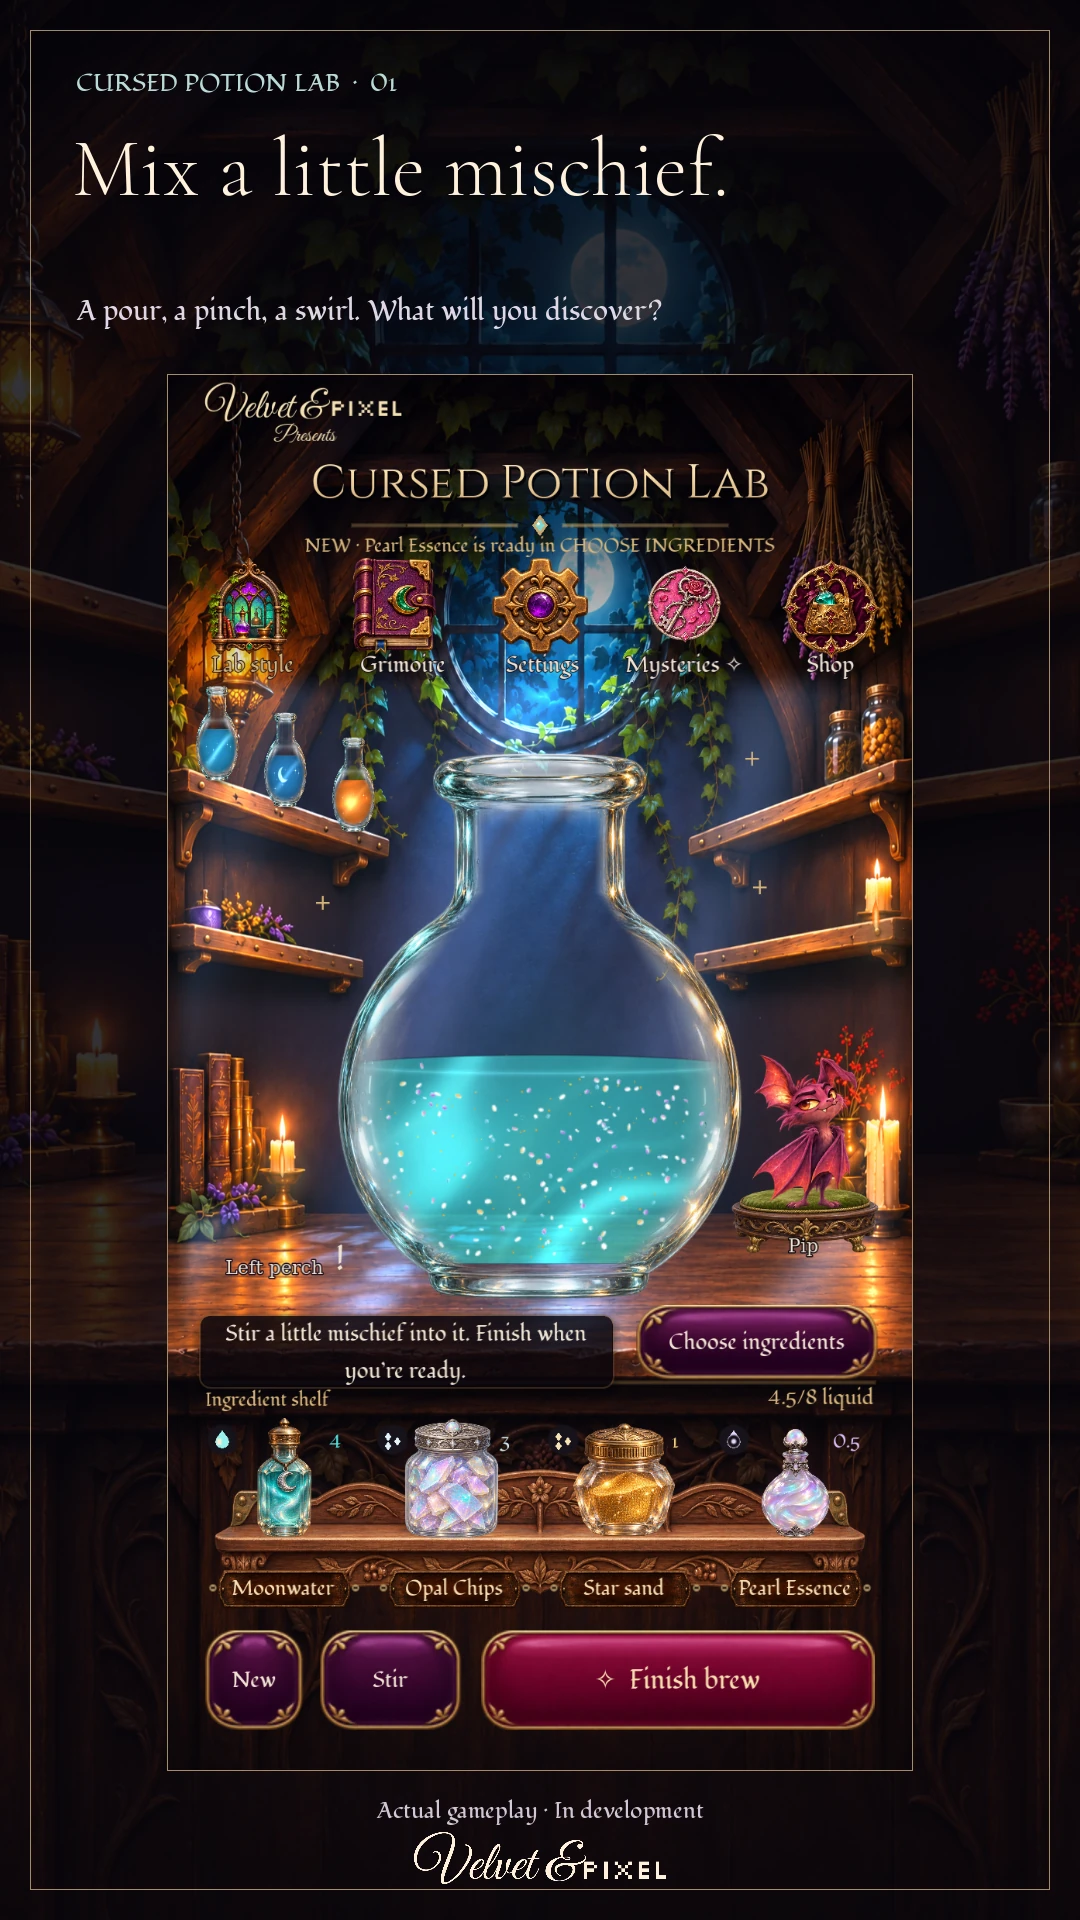 CURSED POTION LAB · 01
Mix a little mischief.
A pour, a pinch, a swirl. What will you discover?
Velvet & PIXEL
Presents
CURSED POTION LAB
NEW · Pearl Essence is ready in CHOOSE INGREDIENTS
Lab style
Grimoire
Settings
Mysteries ✧
Shop
Left perch !
Pip
Stir a little mischief into it. Finish when
you're ready.
Choose ingredients
Ingredient shelf
4.5/8 liquid
4
3
1
0.5
Moonwater
Opal Chips
Star sand
Pearl Essence
New
Stir
✧ Finish brew
Actual gameplay · In development
Velvet & PIXEL